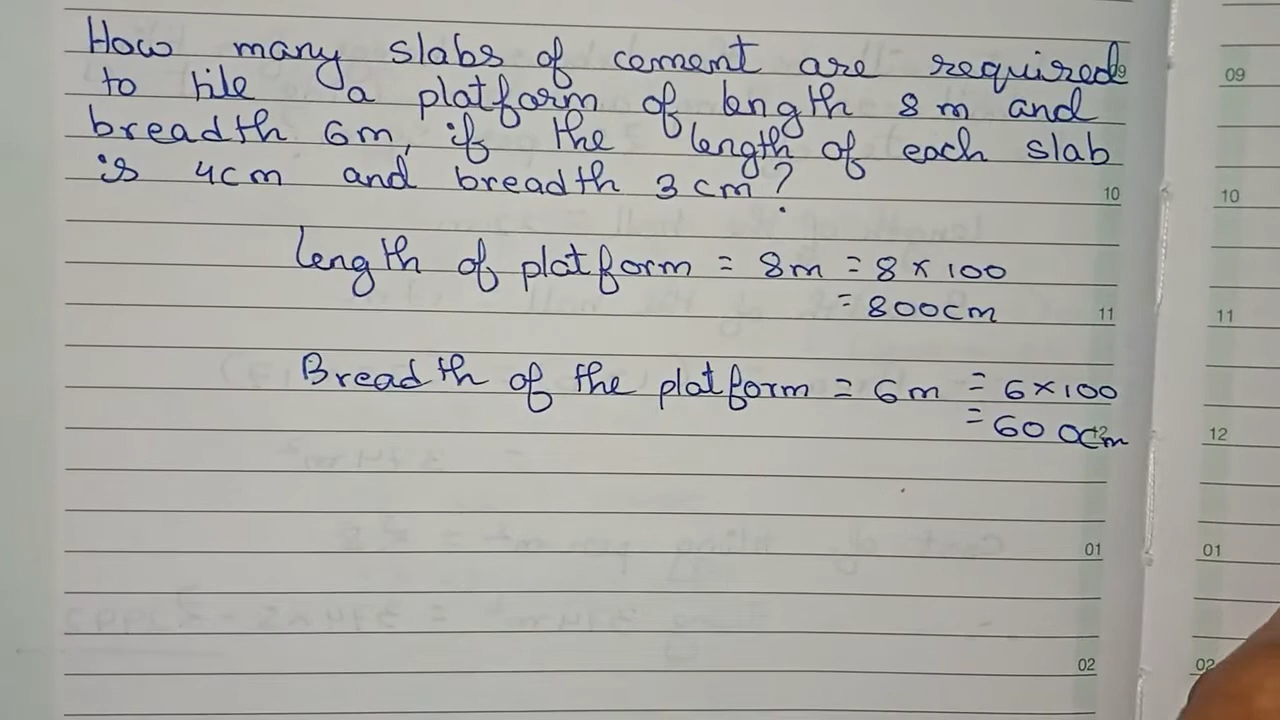 How many slabs of cement are required
to tile a platform of length 8 m and
breadth 6m, if the length of each slab
is 4cm and breadth 3 cm?
length of platform = 8m = 8 × 100
= 800cm
Breadth of the platform = 6m = 6×100
= 600cm
09
10
10
11
11
12
01
01
02
02